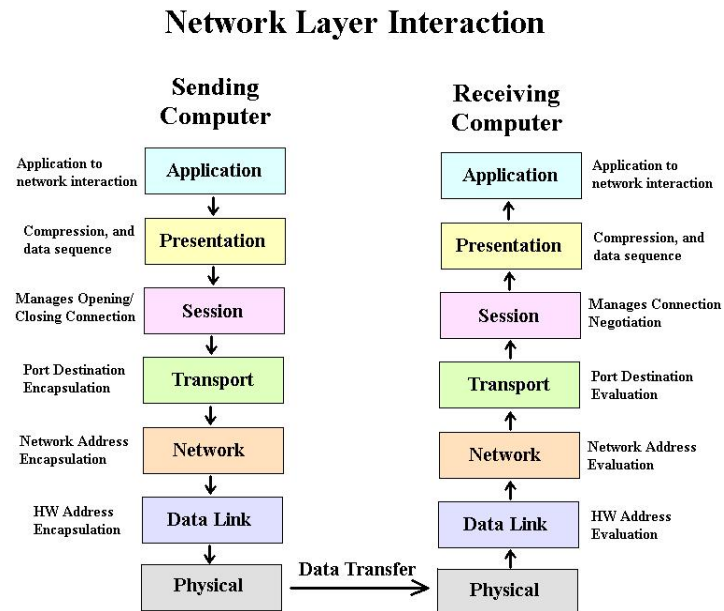 Network Layer Interaction
Sending
Computer
Receiving
Computer
Application to
network interaction
Application
Application
Application to
network interaction
Compression, and
data sequence
Presentation
Presentation
Compression, and
data sequence
Manages Opening/
Closing Connection
Session
Session
Manages Connection
Negotiation
Port Destination
Encapsulation
Transport
Transport
Port Destination
Evaluation
Network Address
Encapsulation
Network
Network
Network Address
Evaluation
HW Address
Encapsulation
Data Link
Data Link
HW Address
Evaluation
Physical
Data Transfer
Physical